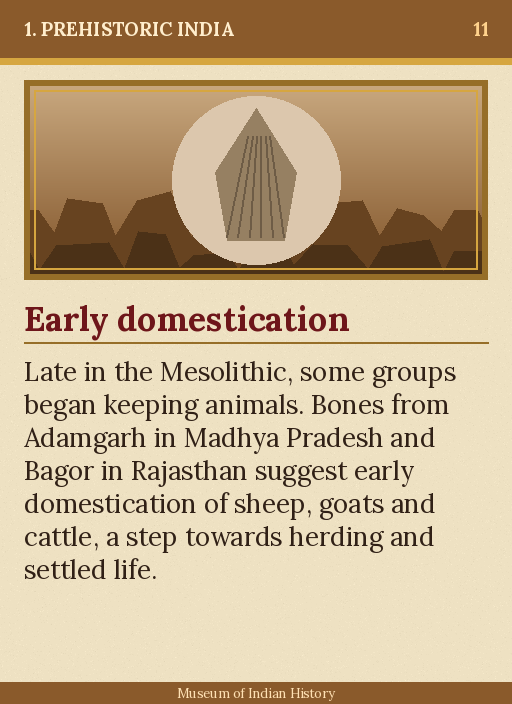 1. PREHISTORIC INDIA
11
Early domestication
Late in the Mesolithic, some groups
began keeping animals. Bones from
Adamgarh in Madhya Pradesh and
Bagor in Rajasthan suggest early
domestication of sheep, goats and
cattle, a step towards herding and
settled life.
Museum of Indian History